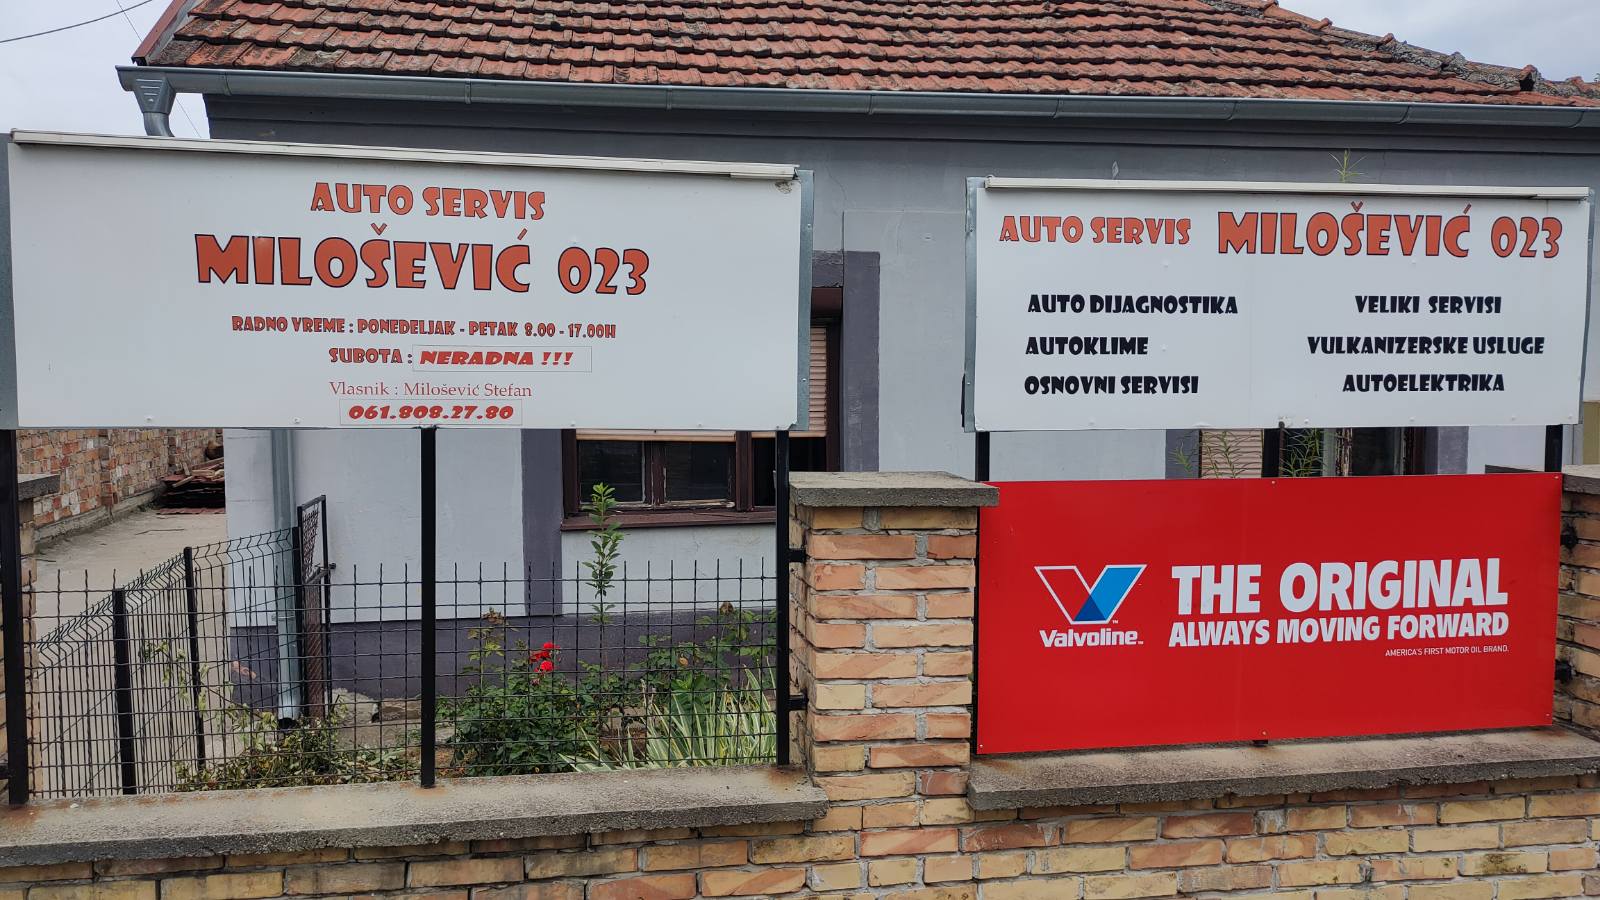 AUTO SERVIS
MILOŠEVIĆ 023
RADNO VREME : PONEDELJAK - PETAK 8.00 - 17.00H
SUBOTA : NERADNA !!!
Vlasnik : Milošević Stefan
061.808.27.80
AUTO SERVIS MILOŠEVIĆ 023
AUTO DIJAGNOSTIKA
AUTOKLIME
OSNOVNI SERVISI
VELIKI SERVISI
VULKANIZERSKE USLUGE
AUTOELEKTRIKA
Valvoline™
THE ORIGINAL
ALWAYS MOVING FORWARD
AMERICA'S FIRST MOTOR OIL BRAND.